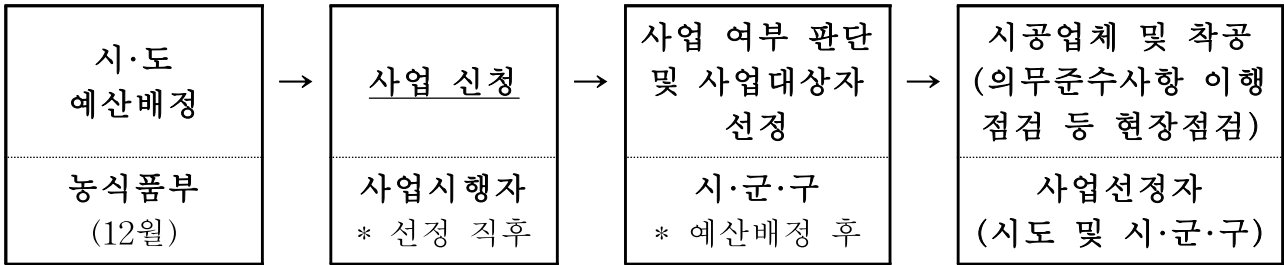 시·도
예산배정
농식품부
(12월)
→
사업 신청
사업시행자
* 선정 직후
→
사업 여부 판단
및 사업대상자
선정
시·군·구
* 예산배정 후
→
시공업체 및 착공
(의무준수사항 이행
점검 등 현장점검)
사업선정자
(시도 및 시·군·구)